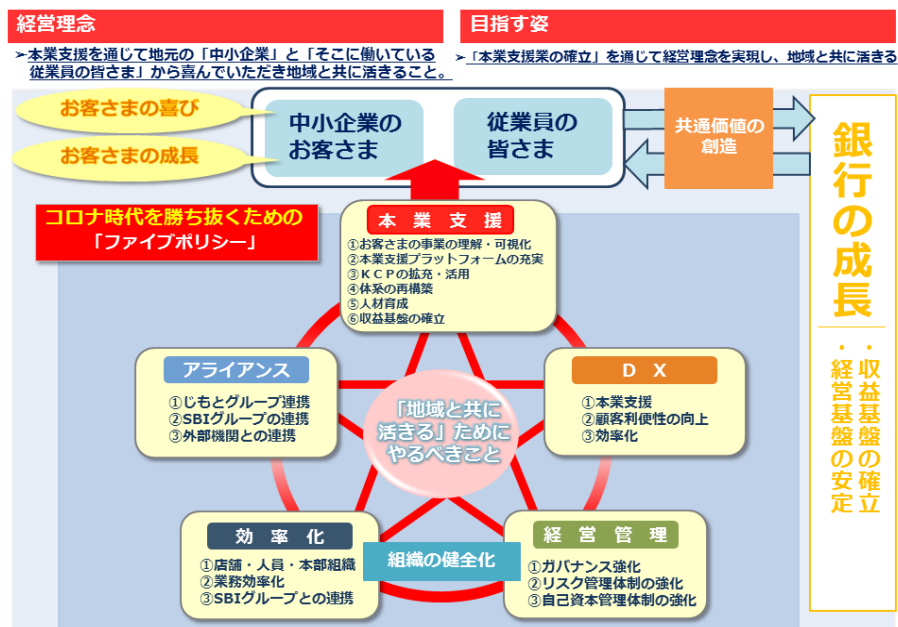 経営理念
➢本業支援を通じて地元の「中小企業」と「そこに働いている
従業員の皆さま」から喜んでいただき地域と共に活きること。
目指す姿
➢「本業支援業の確立」を通じて経営理念を実現し、地域と共に活きる
お客さまの喜び
お客さまの成長
中小企業の
お客さま
従業員の
皆さま
共通価値の
創造
銀行の成長
・収益基盤の確立
・経営基盤の安定
コロナ時代を勝ち抜くための
「ファイブポリシー」
本業支援
①お客さまの事業の理解・可視化
②本業支援プラットフォームの充実
③ＫＣＰの拡充・活用
④体系の再構築
⑤人材育成
⑥収益基盤の確立
アライアンス
①じもとグループ連携
②SBIグループの連携
③外部機関との連携
ＤＸ
①本業支援
②顧客利便性の向上
③効率化
「地域と共に
活きる」ために
やるべきこと
効率化
①店舗・人員・本部組織
②業務効率化
③SBIグループとの連携
組織の健全化
経営管理
①ガバナンス強化
②リスク管理体制の強化
③自己資本管理体制の強化